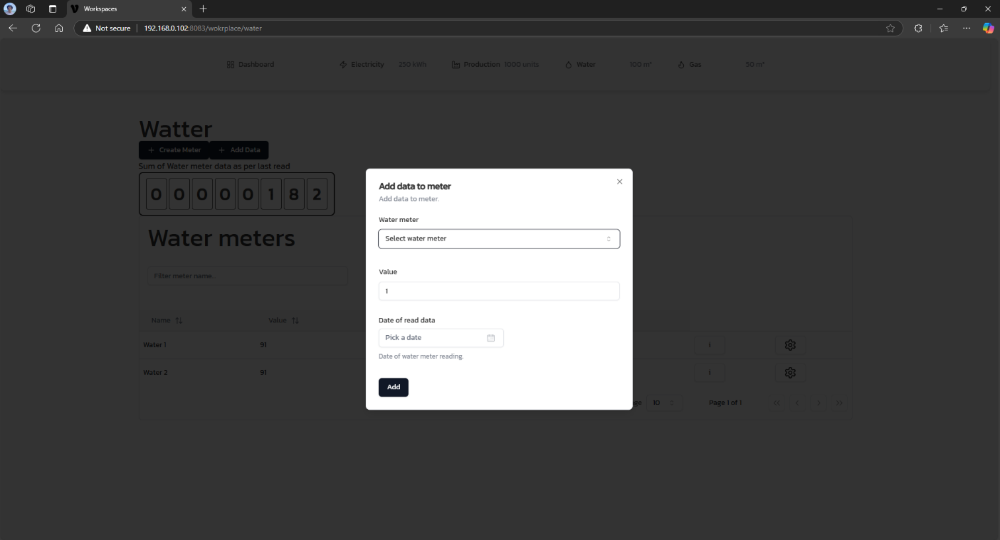 Workspaces
Not secure 192.168.0.102:8083/wokrplace/water
Dashboard Electricity 250 kWh Production 1000 units Water 100 m³ Gas 50 m³
Watter
+ Create Meter + Add Data
Sum of Water meter data as per last read
0 0 0 0 0 1 8 2
Water meters
Filter meter name...
Name Value
Water 1 91 i
Water 2 91 i
ge 10 Page 1 of 1
Add data to meter
Add data to meter.
Water meter
Select water meter
Value
1
Date of read data
Pick a date
Date of water meter reading.
Add